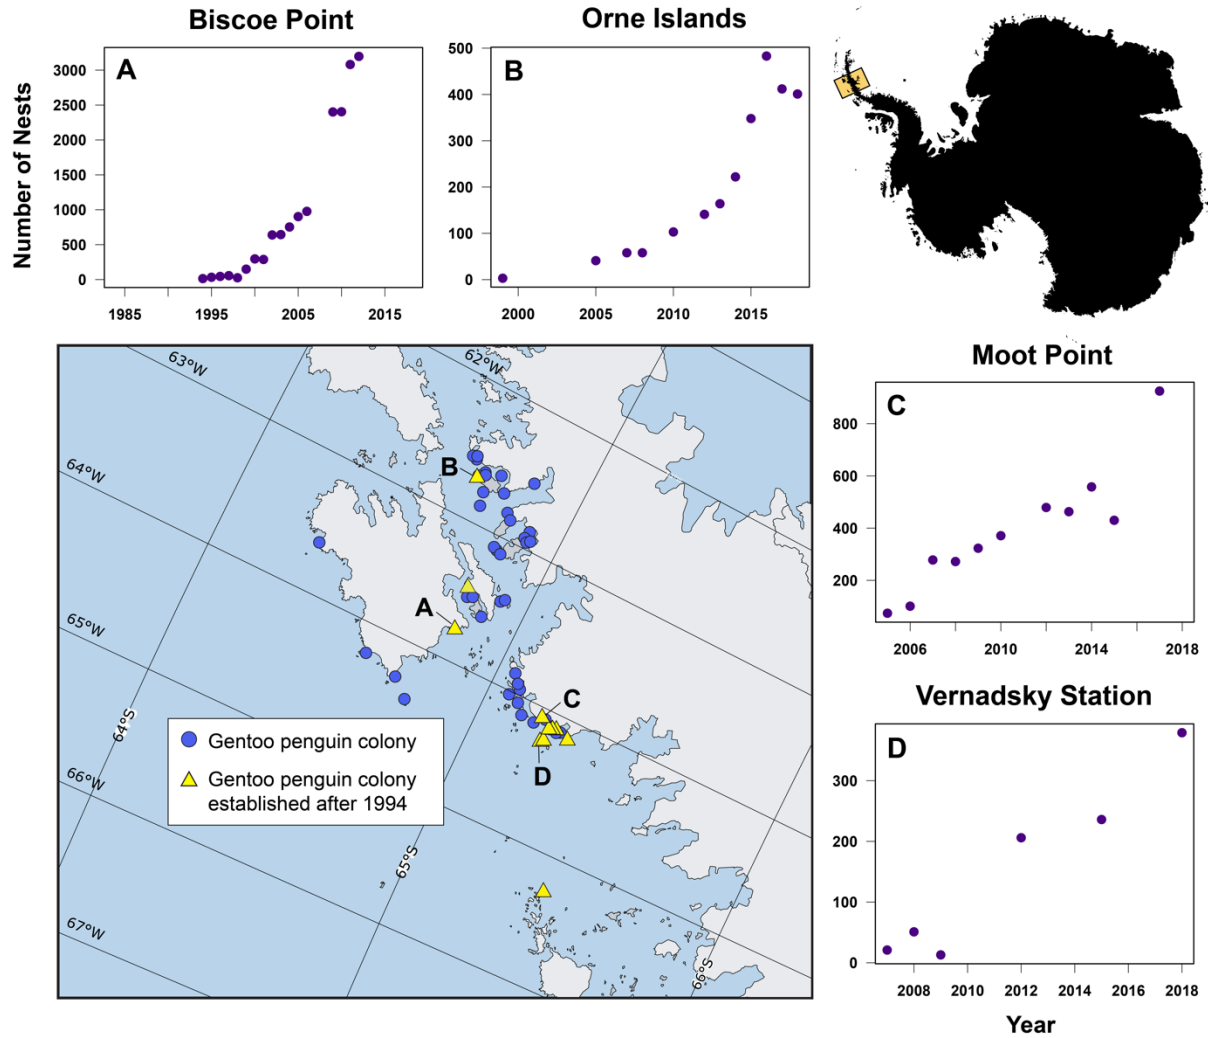 Biscoe Point
Orne Islands
A
B
Number of Nests
3000
2500
2000
1500
1000
500
0
1985
1995
2005
2015
500
400
300
200
100
0
2000
2005
2010
2015
63°W
62°W
64°W
65°W
66°W
67°W
64°S
65°S
66°S
B
A
C
D
Gentoo penguin colony
Gentoo penguin colony
established after 1994
Moot Point
C
800
600
400
200
2006
2010
2014
2018
Vernadsky Station
D
300
200
100
0
2008
2010
2012
2014
2016
2018
Year